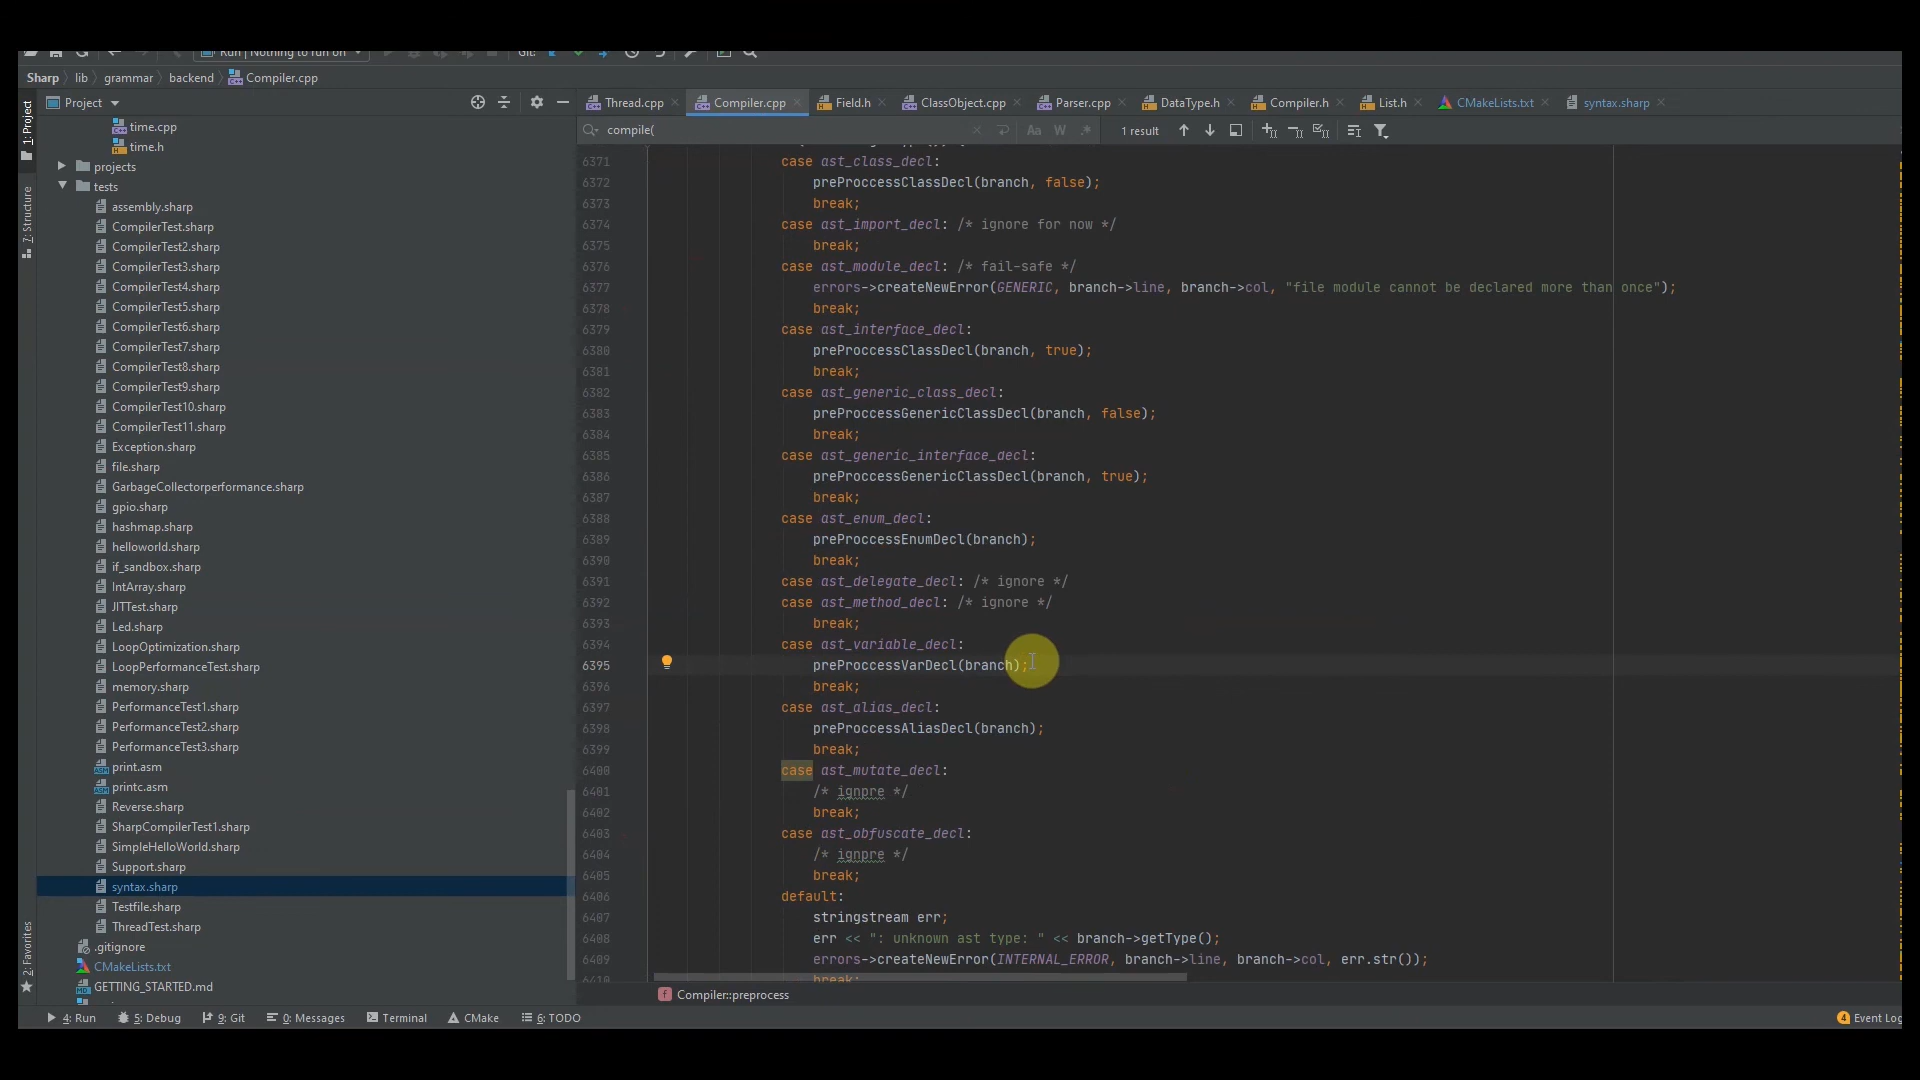 Run | Nothing to run on
Git:
Sharp lib grammar backend Compiler.cpp
Project
Thread.cpp Compiler.cpp Field.h ClassObject.cpp Parser.cpp DataType.h Compiler.h List.h CMakeLists.txt syntax.sharp
compile(
Aa W .* 1 result
1: Project
7: Structure
2: Favorites
time.cpp
time.h
projects
tests
assembly.sharp
CompilerTest.sharp
CompilerTest2.sharp
CompilerTest3.sharp
CompilerTest4.sharp
CompilerTest5.sharp
CompilerTest6.sharp
CompilerTest7.sharp
CompilerTest8.sharp
CompilerTest9.sharp
CompilerTest10.sharp
CompilerTest11.sharp
Exception.sharp
file.sharp
GarbageCollectorperformance.sharp
gpio.sharp
hashmap.sharp
helloworld.sharp
if_sandbox.sharp
IntArray.sharp
JITTest.sharp
Led.sharp
LoopOptimization.sharp
LoopPerformanceTest.sharp
memory.sharp
PerformanceTest1.sharp
PerformanceTest2.sharp
PerformanceTest3.sharp
print.asm
printc.asm
Reverse.sharp
SharpCompilerTest1.sharp
SimpleHelloWorld.sharp
Support.sharp
syntax.sharp
Testfile.sharp
ThreadTest.sharp
.gitignore
CMakeLists.txt
GETTING_STARTED.md
6371 case ast_class_decl:
6372 preProccessClassDecl(branch, false);
6373 break;
6374 case ast_import_decl: /* ignore for now */
6375 break;
6376 case ast_module_decl: /* fail-safe */
6377 errors->createNewError(GENERIC, branch->line, branch->col, "file module cannot be declared more than once");
6378 break;
6379 case ast_interface_decl:
6380 preProccessClassDecl(branch, true);
6381 break;
6382 case ast_generic_class_decl:
6383 preProccessGenericClassDecl(branch, false);
6384 break;
6385 case ast_generic_interface_decl:
6386 preProccessGenericClassDecl(branch, true);
6387 break;
6388 case ast_enum_decl:
6389 preProccessEnumDecl(branch);
6390 break;
6391 case ast_delegate_decl: /* ignore */
6392 case ast_method_decl: /* ignore */
6393 break;
6394 case ast_variable_decl:
6395 preProccessVarDecl(branch);
6396 break;
6397 case ast_alias_decl:
6398 preProccessAliasDecl(branch);
6399 break;
6400 case ast_mutate_decl:
6401 /* ignpre */
6402 break;
6403 case ast_obfuscate_decl:
6404 /* ignpre */
6405 break;
6406 default:
6407 stringstream err;
6408 err << ": unknown ast type: " << branch->getType();
6409 errors->createNewError(INTERNAL_ERROR, branch->line, branch->col, err.str());
6410 break;
Compiler::preprocess
4: Run 5: Debug 9: Git 0: Messages Terminal CMake 6: TODO
4 Event Log